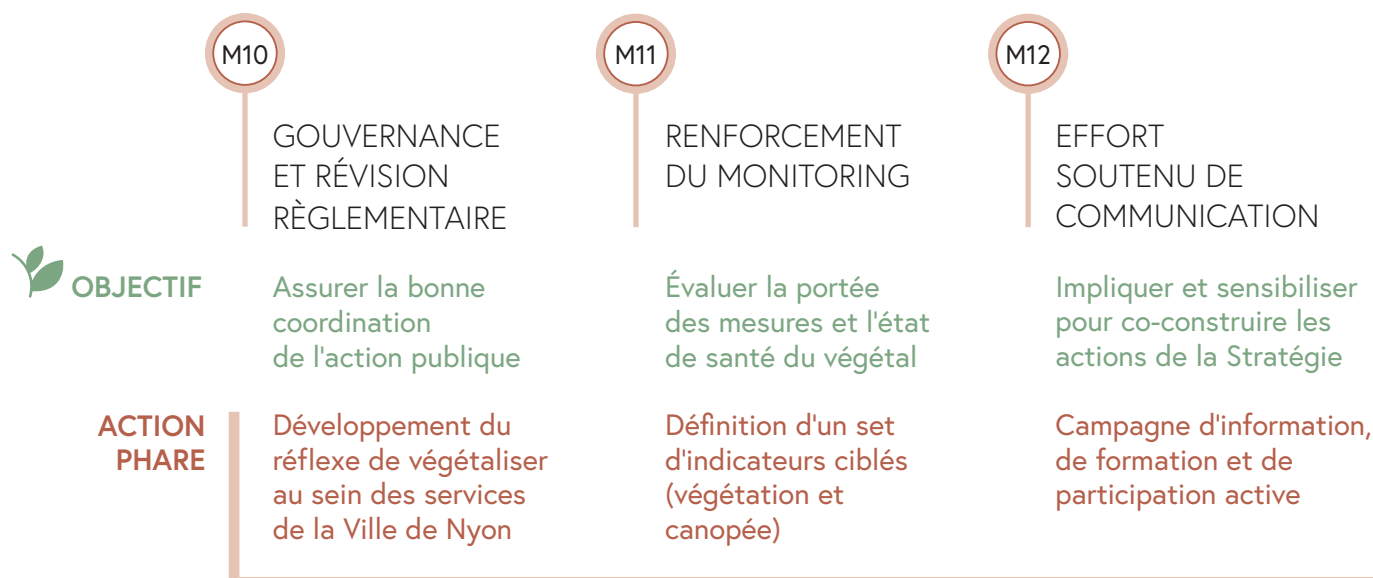 M10
GOUVERNANCE
ET RÉVISION
RÈGLEMENTAIRE
M11
RENFORCEMENT
DU MONITORING
M12
EFFORT
SOUTENU DE
COMMUNICATION
OBJECTIF
Assurer la bonne
coordination
de l'action publique
Évaluer la portée
des mesures et l'état
de santé du végétal
Impliquer et sensibiliser
pour co-construire les
actions de la Stratégie
ACTION
PHARE
Développement du
réflexe de végétaliser
au sein des services
de la Ville de Nyon
Définition d'un set
d'indicateurs ciblés
(végétation et
canopée)
Campagne d'information,
de formation et de
participation active